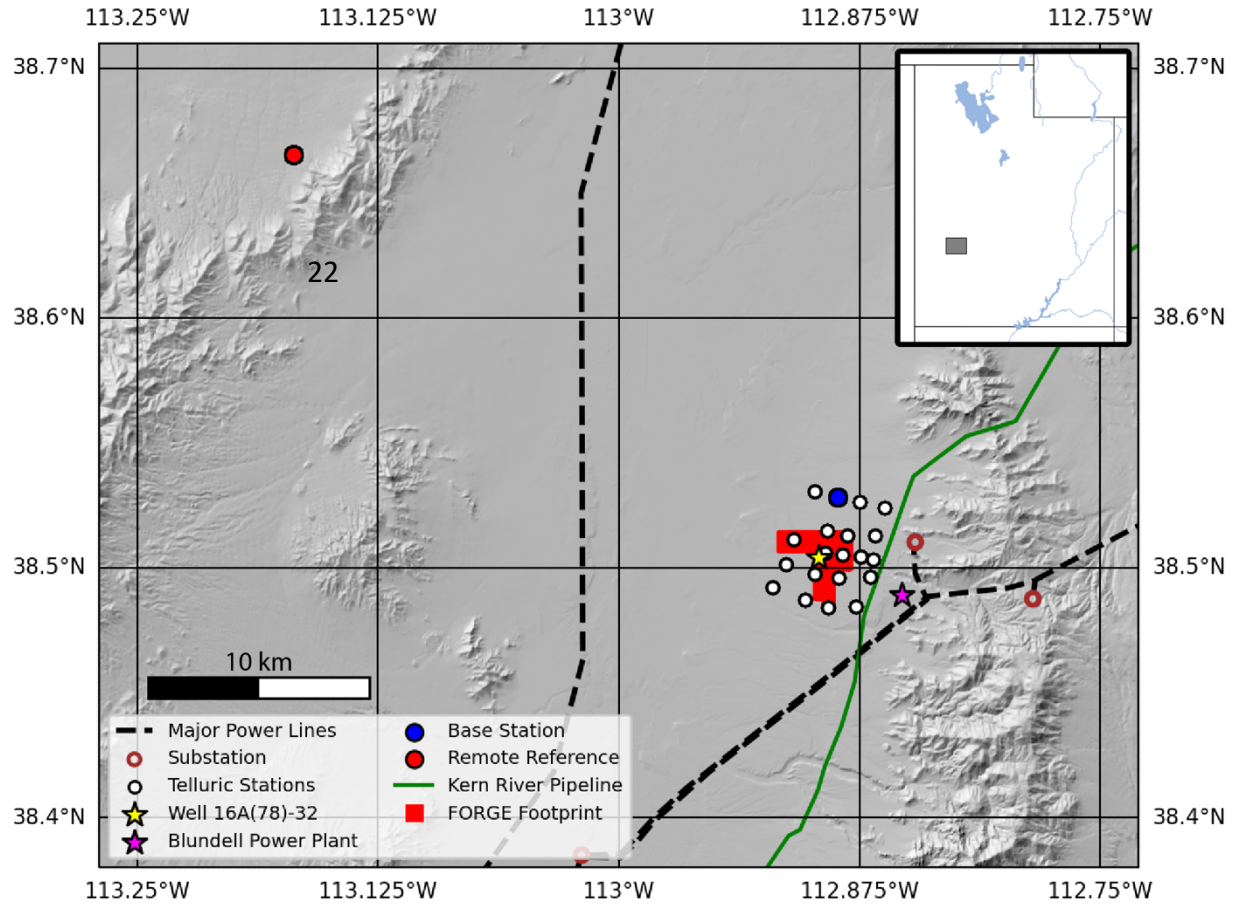 113.25°W 113.125°W 113°W 112.875°W 112.75°W
38.7°N 38.7°N
22
38.6°N 38.6°N
38.5°N 38.5°N
10 km
Major Power Lines
Substation
Telluric Stations
Well 16A(78)-32
Blundell Power Plant
Base Station
Remote Reference
Kern River Pipeline
FORGE Footprint
38.4°N 38.4°N
113.25°W 113.125°W 113°W 112.875°W 112.75°W